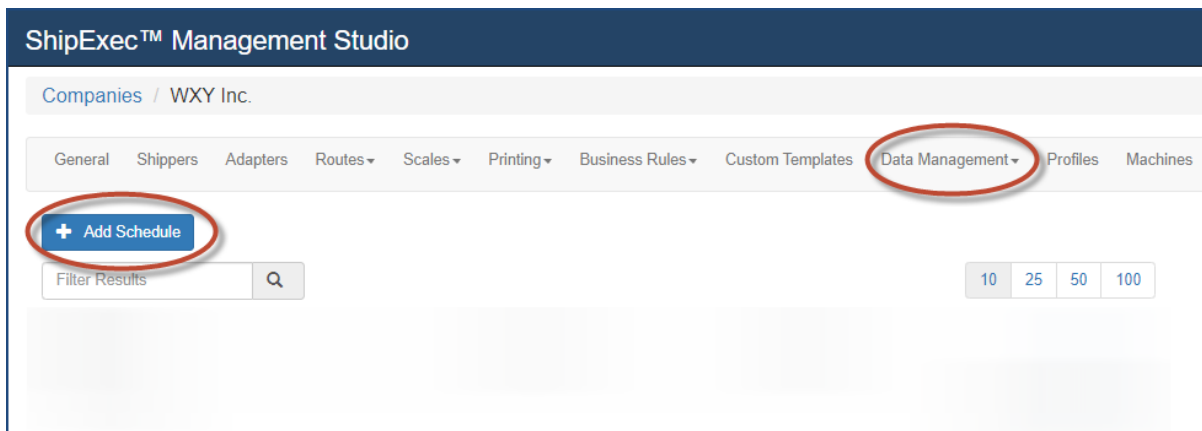 ShipExec™ Management Studio
Companies / WXY Inc.
General Shippers Adapters Routes Scales Printing Business Rules Custom Templates Data Management Profiles Machines
+ Add Schedule
Filter Results 10 25 50 100